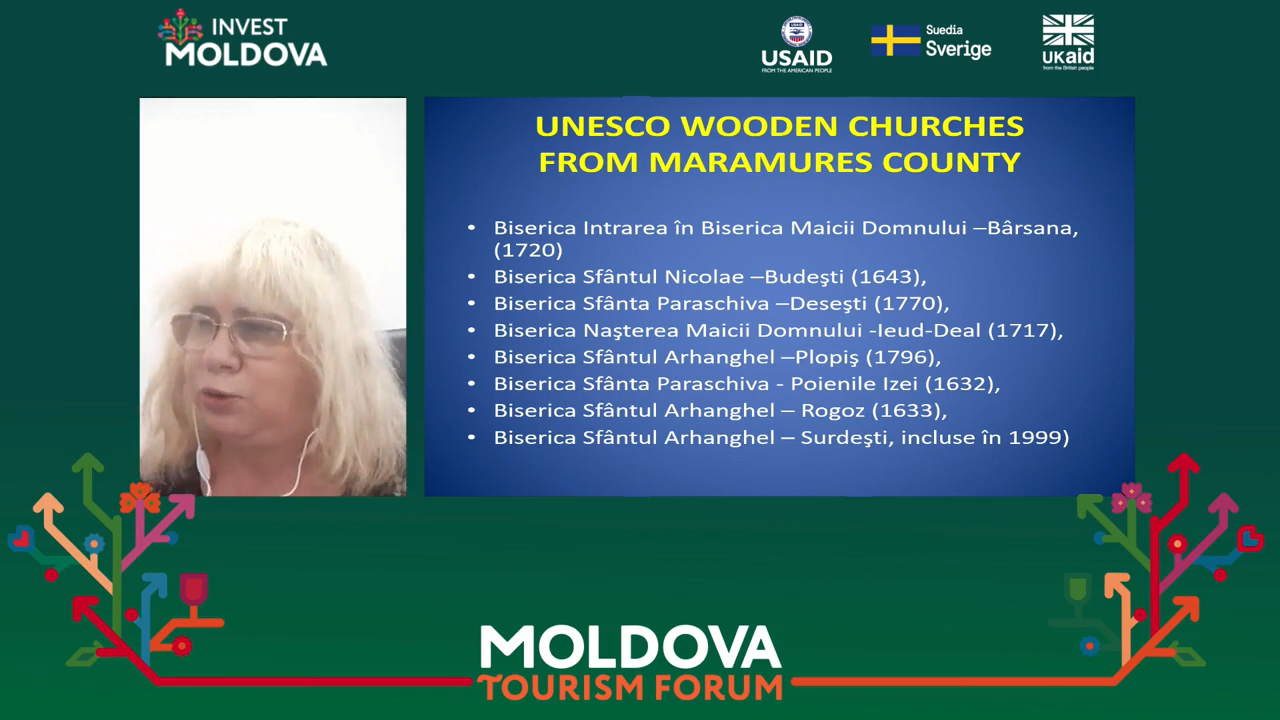 INVEST
MOLDOVA
USAID
FROM THE AMERICAN PEOPLE
Suedia
Sverige
UKaid
from the British people
UNESCO WOODEN CHURCHES
FROM MARAMURES COUNTY
• Biserica Intrarea în Biserica Maicii Domnului –Bârsana,
(1720)
• Biserica Sfântul Nicolae –Budeşti (1643),
• Biserica Sfânta Paraschiva –Deseşti (1770),
• Biserica Naşterea Maicii Domnului -Ieud-Deal (1717),
• Biserica Sfântul Arhanghel –Plopiş (1796),
• Biserica Sfânta Paraschiva - Poienile Izei (1632),
• Biserica Sfântul Arhanghel – Rogoz (1633),
• Biserica Sfântul Arhanghel – Surdeşti, incluse în 1999)
MOLDOVA
TOURISM FORUM